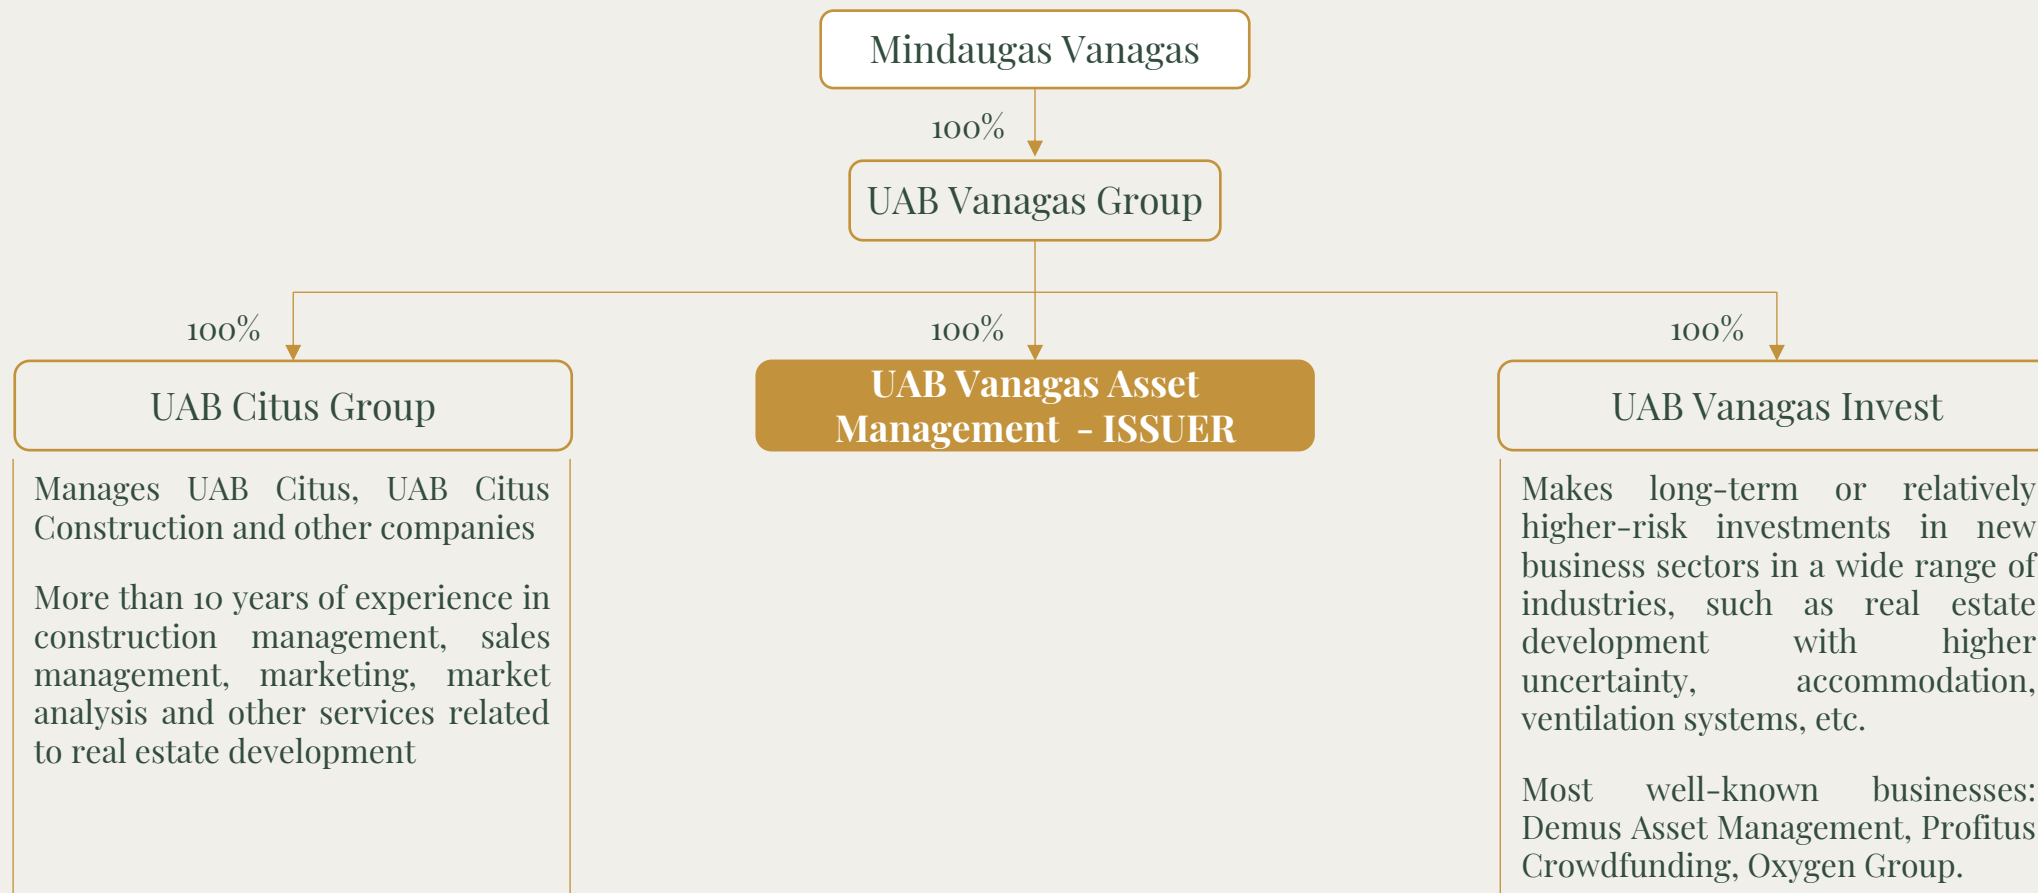 Mindaugas Vanagas
100%
UAB Vanagas Group
100%
100%
100%
UAB Citus Group
UAB Vanagas Asset
Management - ISSUER
UAB Vanagas Invest
Manages UAB Citus, UAB Citus
Construction and other companies
More than 10 years of experience in
construction management, sales
management, marketing, market
analysis and other services related
to real estate development
Makes long-term or relatively
higher-risk investments in new
business sectors in a wide range of
industries, such as real estate
development with higher
uncertainty, accommodation,
ventilation systems, etc.
Most well-known businesses:
Demus Asset Management, Profitus
Crowdfunding, Oxygen Group.